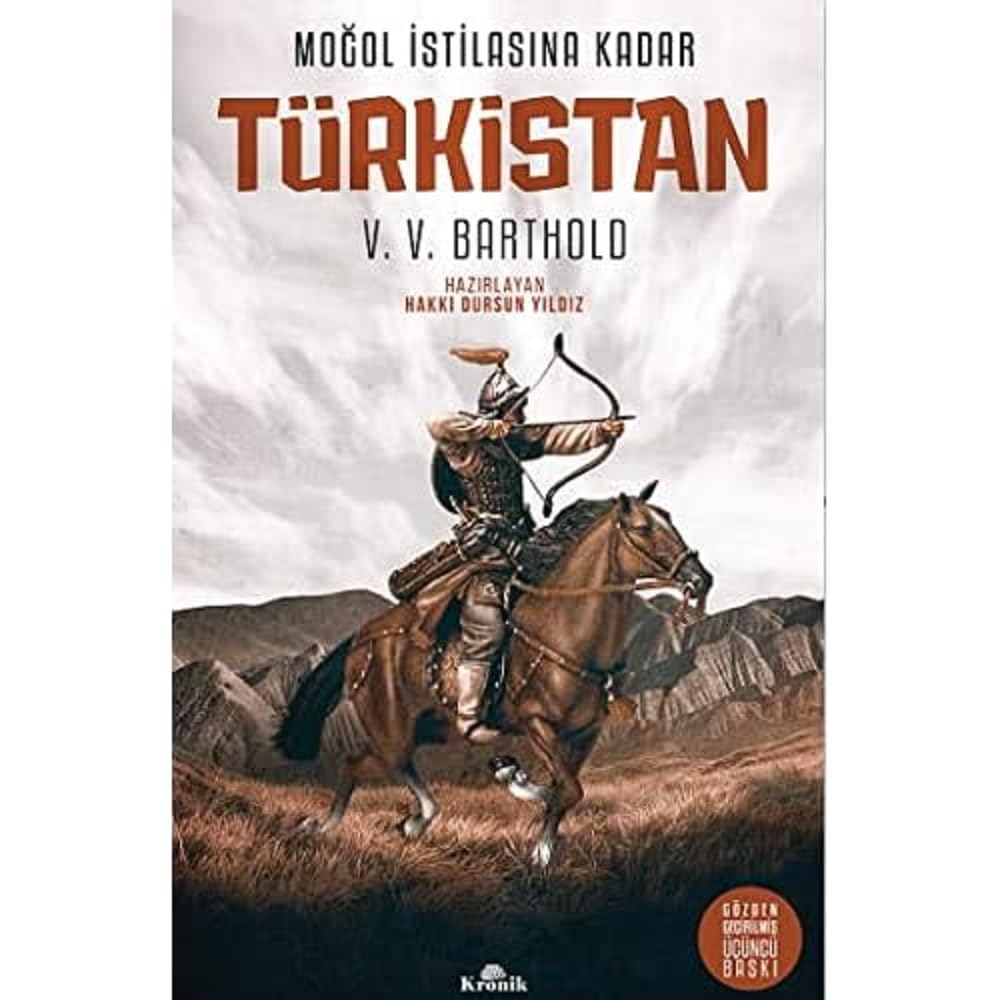 MOĞOL İSTİLASINA KADAR
TÜRKİSTAN
V. V. BARTHOLD
HAZIRLAYAN
HAKKI DURSUN YILDIZ
GÖZDEN
GEÇİRİLMİŞ
ÜÇÜNCÜ
BASKI
Kronik